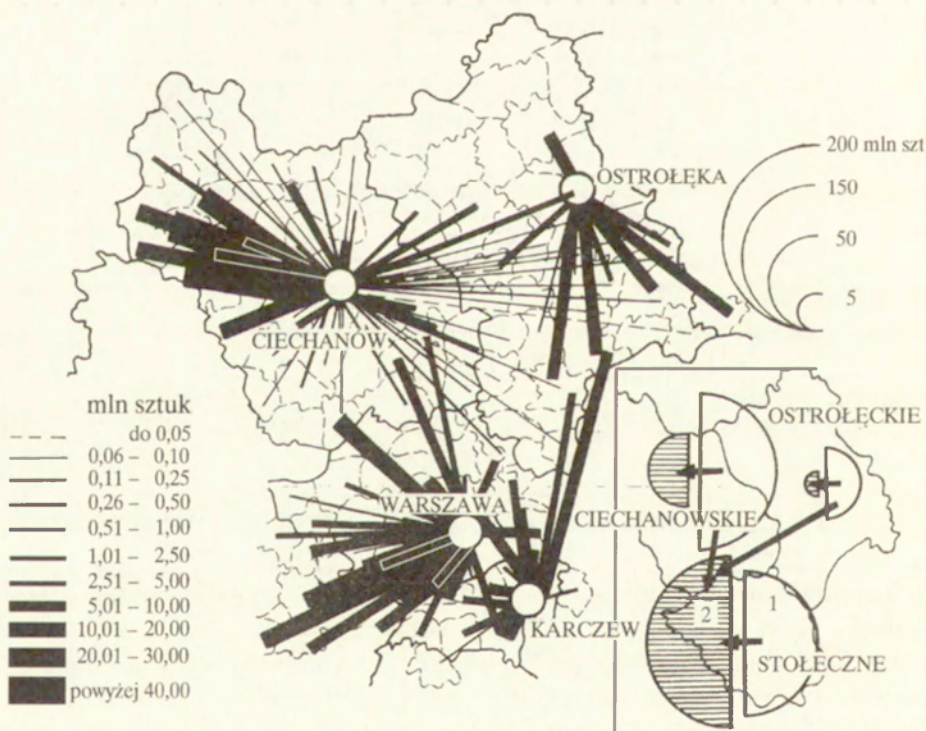 OSTROŁĘKA
200 mln szt
150
50
5
CIECHANÓW
mln sztuk
do 0,05
0,06 – 0,10
0,11 – 0,25
0,26 – 0,50
0,51 – 1,00
1,01 – 2,50
2,51 – 5,00
5,01 – 10,00
10,01 – 20,00
20,01 – 30,00
powyżej 40,00
WARSZAWA
KARCZEW
OSTROŁĘCKIE
CIECHANOWSKIE
1
2
STOŁECZNE